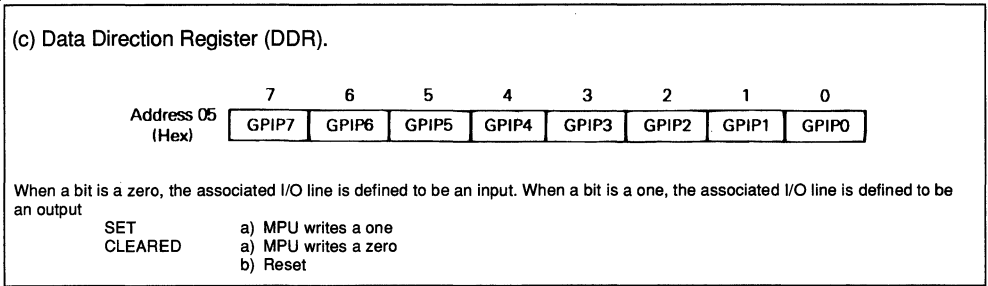 (c) Data Direction Register (DDR).
7 6 5 4 3 2 1 0
Address 05
(Hex)
GPIP7 GPIP6 GPIP5 GPIP4 GPIP3 GPIP2 GPIP1 GPIP0
When a bit is a zero, the associated I/O line is defined to be an input. When a bit is a one, the associated I/O line is defined to be
an output
SET a) MPU writes a one
CLEARED a) MPU writes a zero
b) Reset